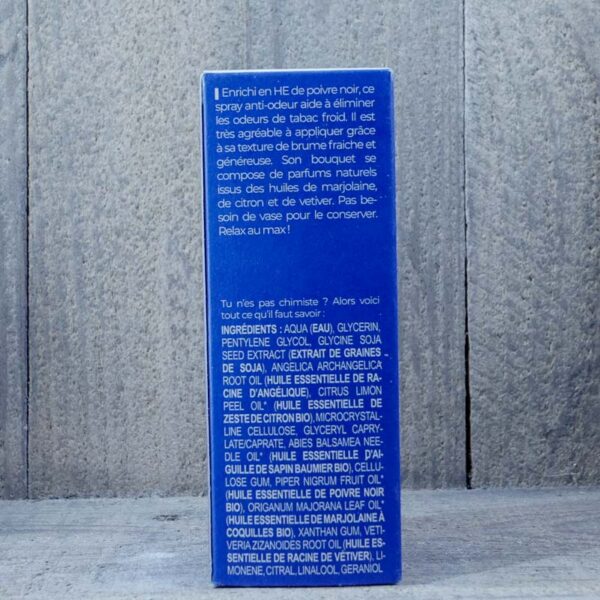 Enrichi en HE de poivre noir, ce
spray anti-odeur aide à éliminer
les odeurs de tabac froid. Il est
très agréable à appliquer grâce
à sa texture de brume fraiche et
généreuse. Son bouquet se
compose de parfums naturels
issus des huiles de marjolaine,
de citron et de vetiver. Pas be-
soin de vase pour le conserver.
Relax au max !
Tu n'es pas chimiste ? Alors voici
tout ce qu'il faut savoir :
INGRÉDIENTS : AQUA (EAU), GLYCERIN,
PENTYLENE GLYCOL, GLYCINE SOJA
SEED EXTRACT (EXTRAIT DE GRAINES
DE SOJA), ANGELICA ARCHANGELICA
ROOT OIL (HUILE ESSENTIELLE DE RA-
CINE D'ANGÉLIQUE), CITRUS LIMON
PEEL OIL* (HUILE ESSENTIELLE DE
ZESTE DE CITRON BIO), MICROCRYSTAL-
LINE CELLULOSE, GLYCERYL CAPRY-
LATE/CAPRATE, ABIES BALSAMEA NEE-
DLE OIL* (HUILE ESSENTIELLE D'AI-
GUILLE DE SAPIN BAUMIER BIO), CELLU-
LOSE GUM, PIPER NIGRUM FRUIT OIL*
(HUILE ESSENTIELLE DE POIVRE NOIR
BIO), ORIGANUM MAJORANA LEAF OIL*
(HUILE ESSENTIELLE DE MARJOLAINE À
COQUILLES BIO), XANTHAN GUM, VETI-
VERIA ZIZANOIDES ROOT OIL (HUILE ES-
SENTIELLE DE RACINE DE VÉTIVER), LI-
MONENE, CITRAL, LINALOOL, GERANIOL